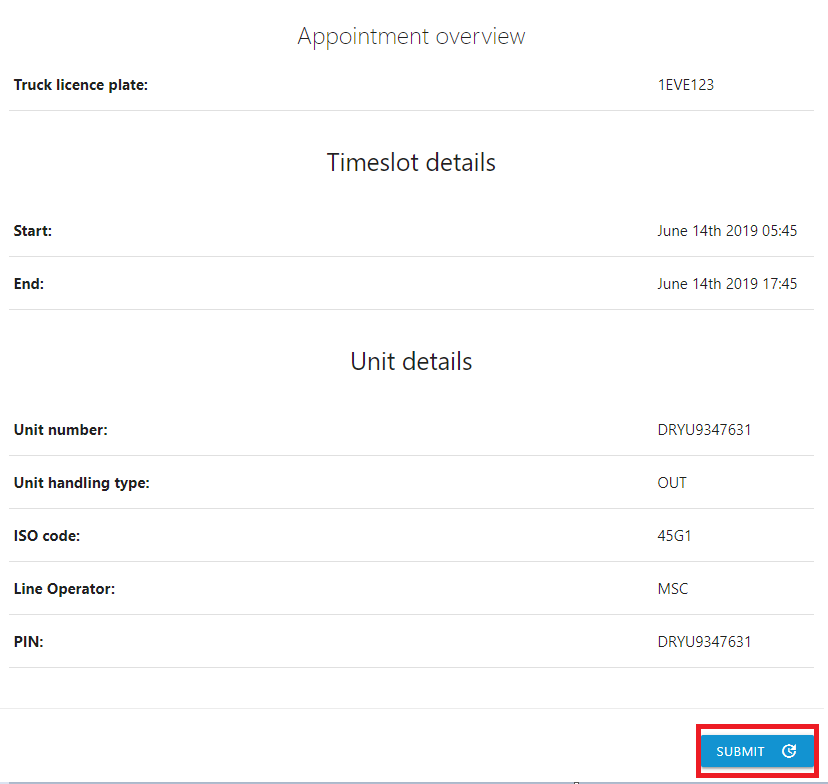 Appointment overview
Truck licence plate: 1EVE123
Timeslot details
Start: June 14th 2019 05:45
End: June 14th 2019 17:45
Unit details
Unit number: DRYU9347631
Unit handling type: OUT
ISO code: 45G1
Line Operator: MSC
PIN: DRYU9347631
SUBMIT